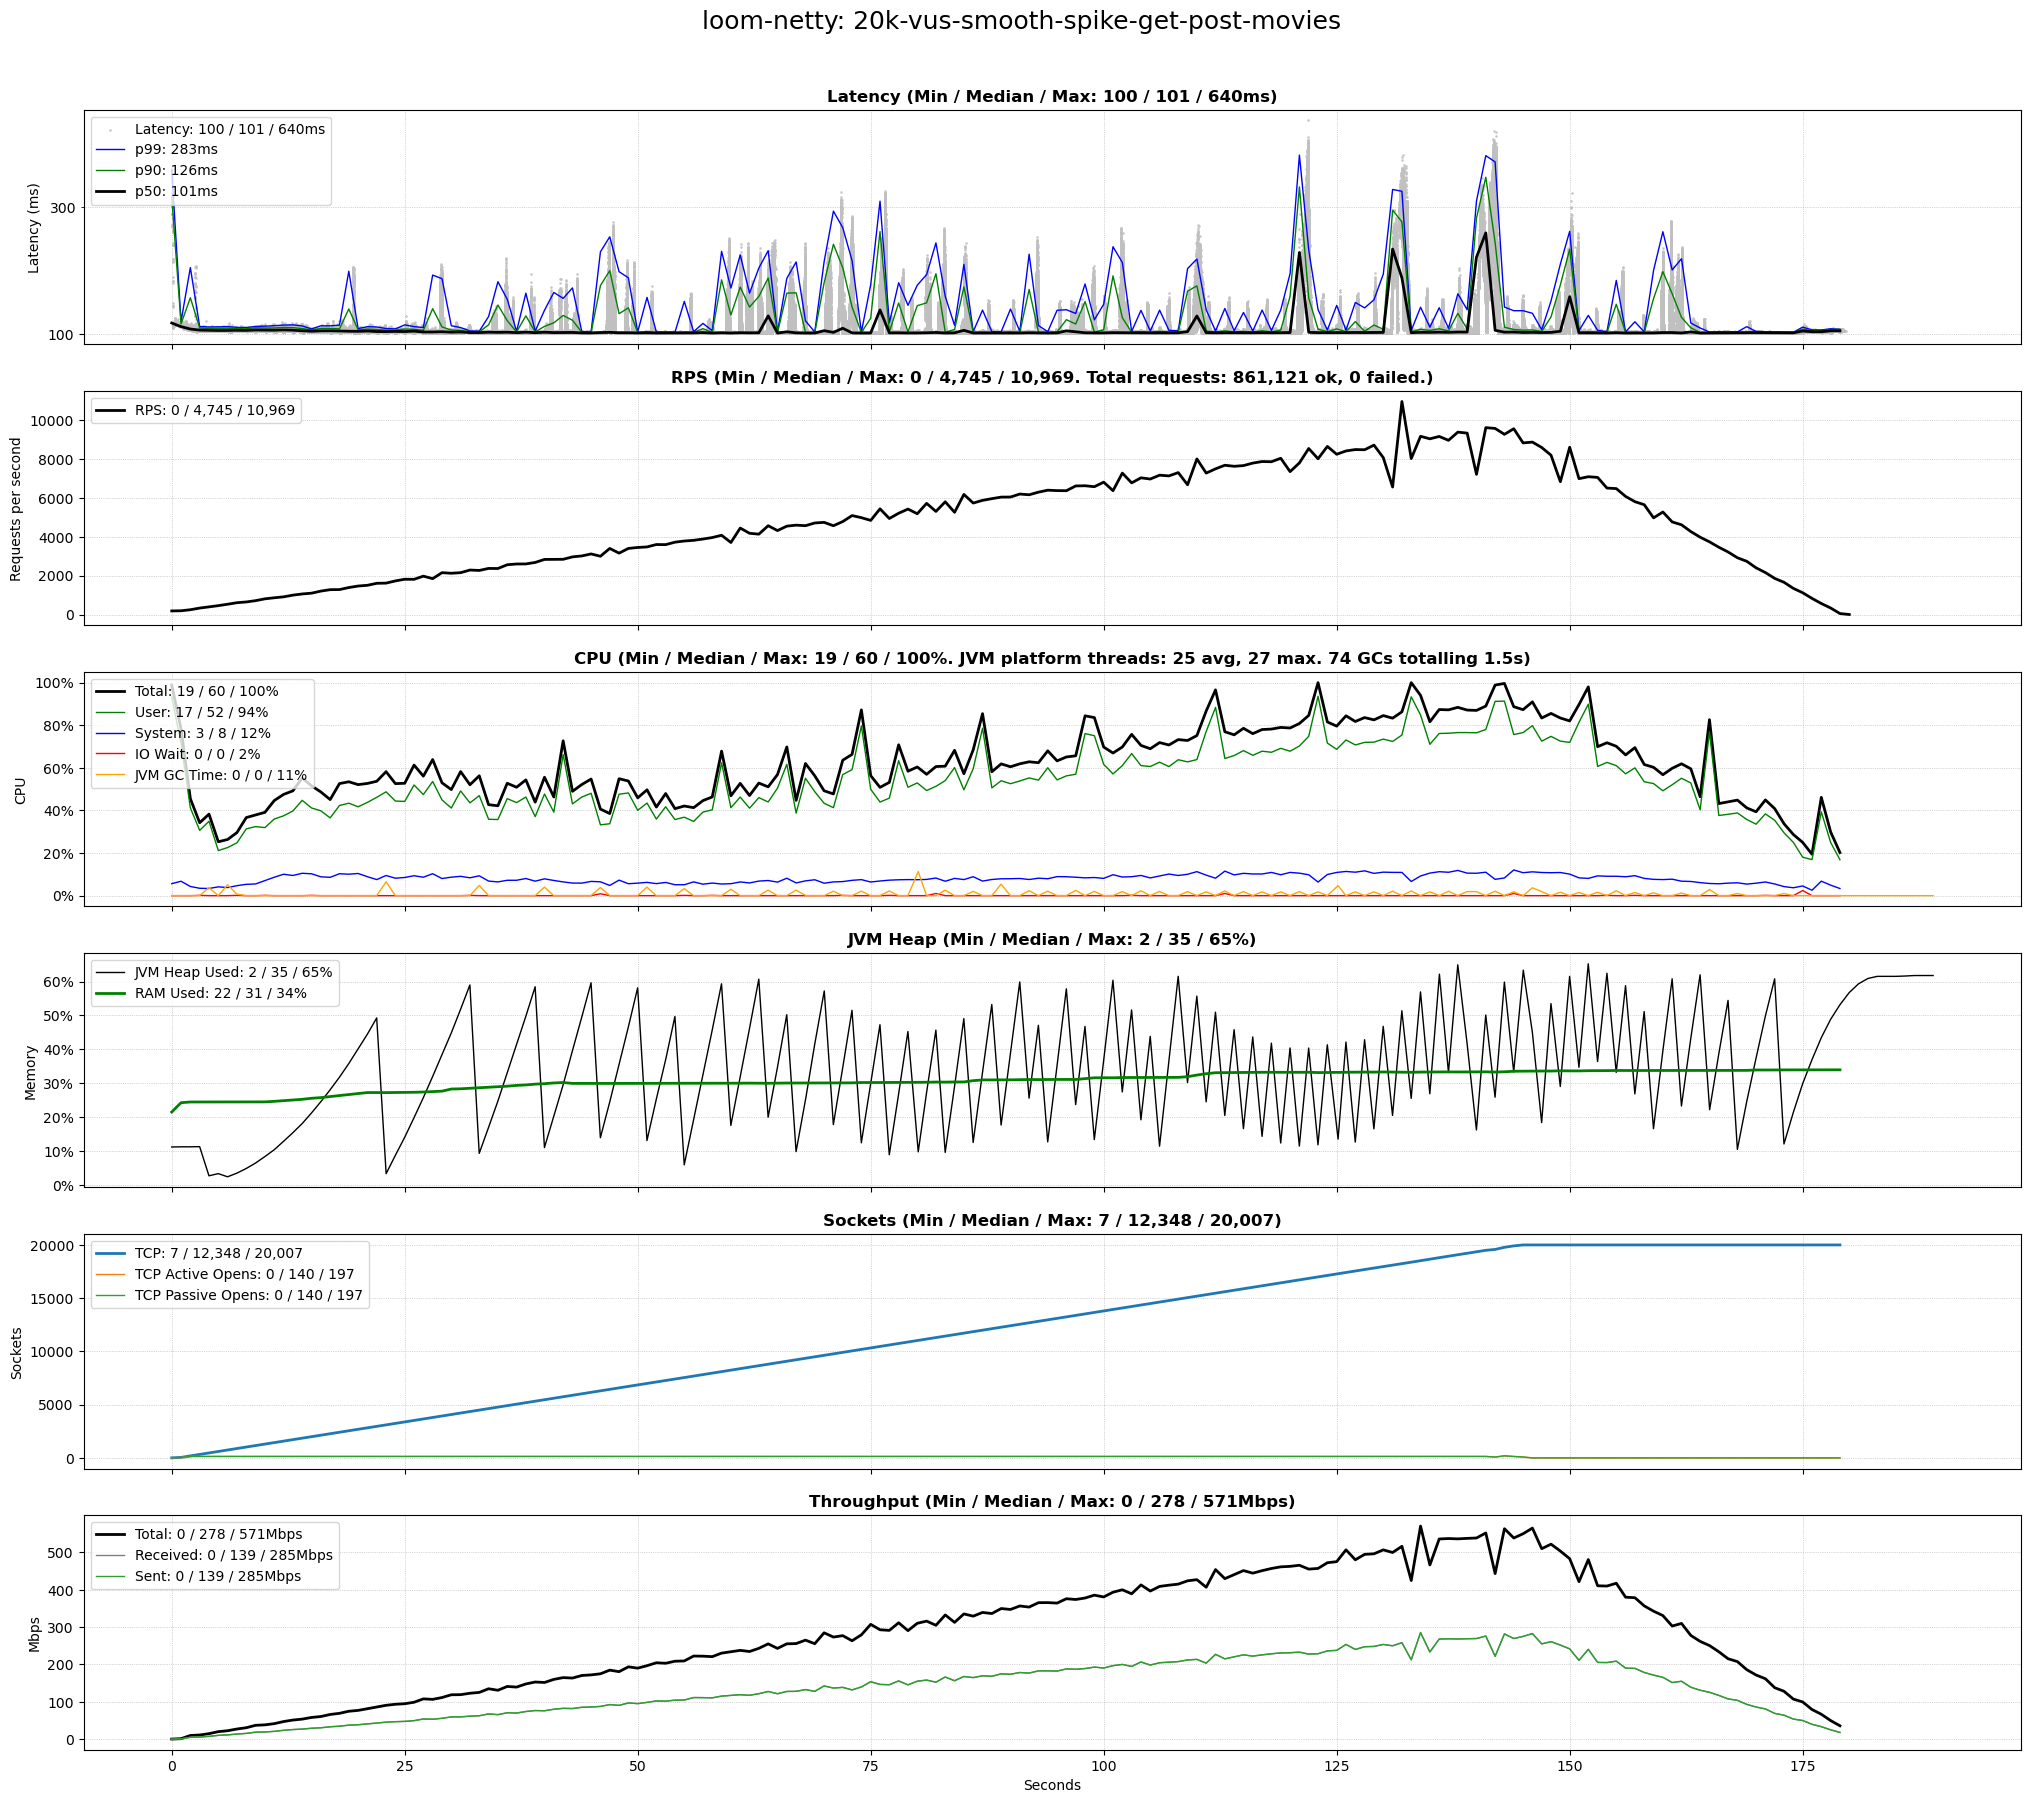 loom-netty: 20k-vus-smooth-spike-get-post-movies
Latency (Min / Median / Max: 100 / 101 / 640ms)
Latency: 100 / 101 / 640ms
p99: 283ms
p90: 126ms
p50: 101ms
Latency (ms)
300
100
RPS (Min / Median / Max: 0 / 4,745 / 10,969. Total requests: 861,121 ok, 0 failed.)
RPS: 0 / 4,745 / 10,969
Requests per second
10000
8000
6000
4000
2000
0
CPU (Min / Median / Max: 19 / 60 / 100%. JVM platform threads: 25 avg, 27 max. 74 GCs totalling 1.5s)
Total: 19 / 60 / 100%
User: 17 / 52 / 94%
System: 3 / 8 / 12%
IO Wait: 0 / 0 / 2%
JVM GC Time: 0 / 0 / 11%
CPU
100%
80%
60%
40%
20%
0%
JVM Heap (Min / Median / Max: 2 / 35 / 65%)
JVM Heap Used: 2 / 35 / 65%
RAM Used: 22 / 31 / 34%
Memory
60%
50%
40%
30%
20%
10%
0%
Sockets (Min / Median / Max: 7 / 12,348 / 20,007)
TCP: 7 / 12,348 / 20,007
TCP Active Opens: 0 / 140 / 197
TCP Passive Opens: 0 / 140 / 197
Sockets
20000
15000
10000
5000
0
Throughput (Min / Median / Max: 0 / 278 / 571Mbps)
Total: 0 / 278 / 571Mbps
Received: 0 / 139 / 285Mbps
Sent: 0 / 139 / 285Mbps
Mbps
500
400
300
200
100
0
0 25 50 75 100 125 150 175
Seconds